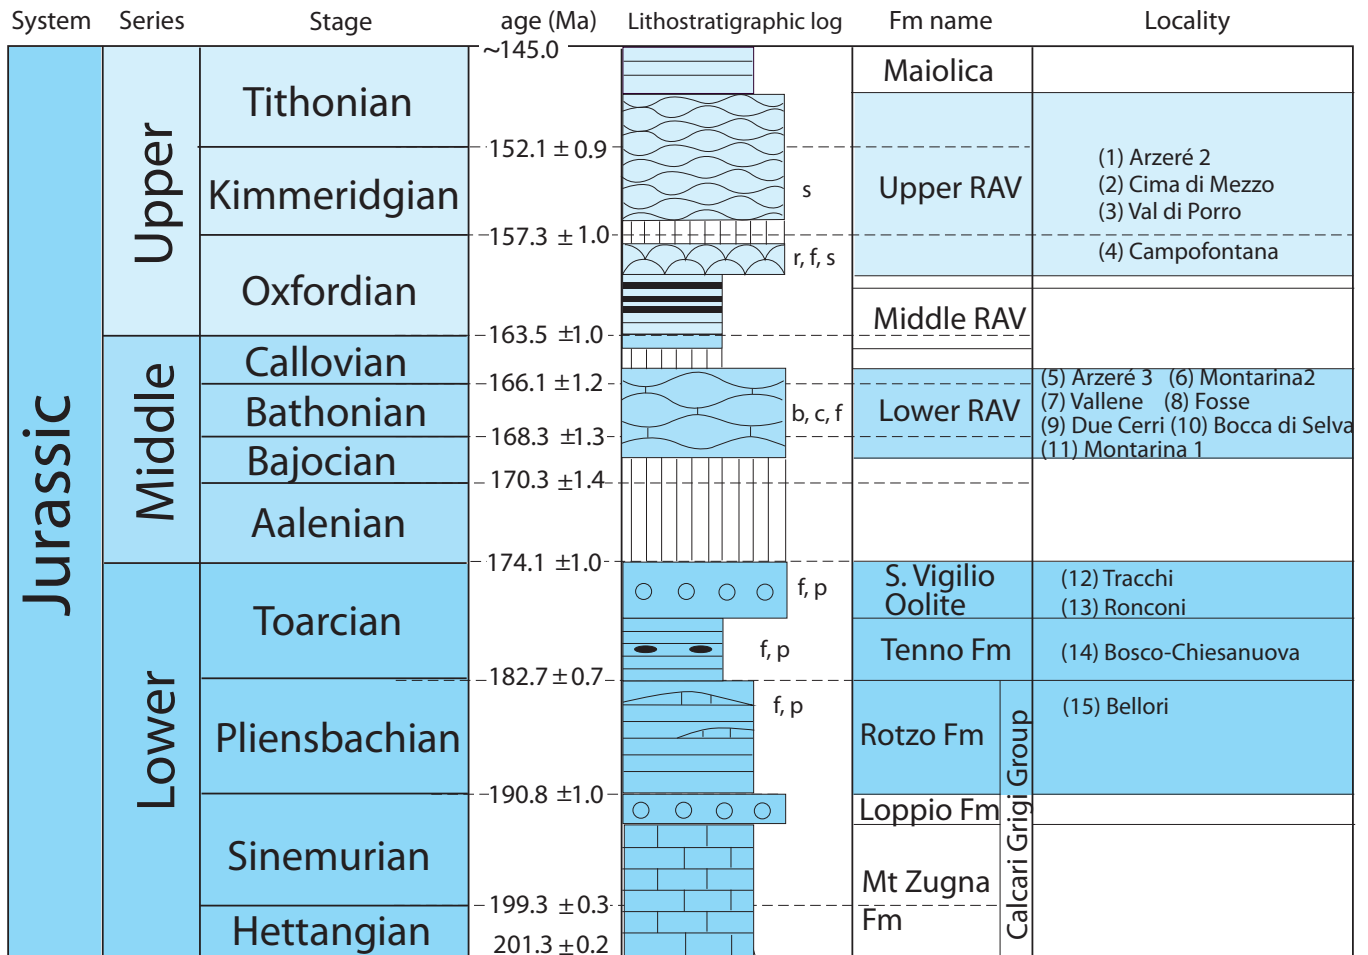 System Series Stage age (Ma) Lithostratigraphic log Fm name Locality
~145.0
Maiolica
Tithonian
152.1 ± 0.9
(1) Arzeré 2
Upper
Kimmeridgian
s
Upper RAV
(2) Cima di Mezzo
(3) Val di Porro
157.3 ± 1.0
r, f, s
(4) Campofontana
Oxfordian
Middle RAV
163.5 ±1.0
Jurassic
Middle
Callovian
166.1 ±1.2
(5) Arzeré 3 (6) Montarina2
Bathonian
b, c, f
Lower RAV
(7) Vallene (8) Fosse
168.3 ±1.3
(9) Due Cerri (10) Bocca di Selva
(11) Montarina 1
Bajocian
170.3 ±1.4
Aalenian
174.1 ±1.0
S. Vigilio
Oolite
f, p
(12) Tracchi
(13) Ronconi
Lower
Toarcian
f, p
Tenno Fm
(14) Bosco-Chiesanuova
182.7 ± 0.7
f, p
(15) Bellori
Pliensbachian
Rotzo Fm
Calcari Grigi Group
190.8 ±1.0
Loppio Fm
Sinemurian
Mt Zugna
Fm
199.3 ± 0.3
Hettangian
201.3 ± 0.2